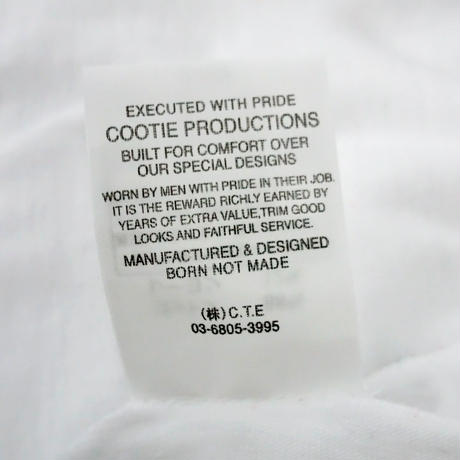 EXECUTED WITH PRIDE
COOTIE PRODUCTIONS
BUILT FOR COMFORT OVER
OUR SPECIAL DESIGNS
WORN BY MEN WITH PRIDE IN THEIR JOB.
IT IS THE REWARD RICHLY EARNED BY
YEARS OF EXTRA VALUE,TRIM GOOD
LOOKS AND FAITHFUL SERVICE.
MANUFACTURED & DESIGNED
BORN NOT MADE
(株)C.T.E
03-6805-3995